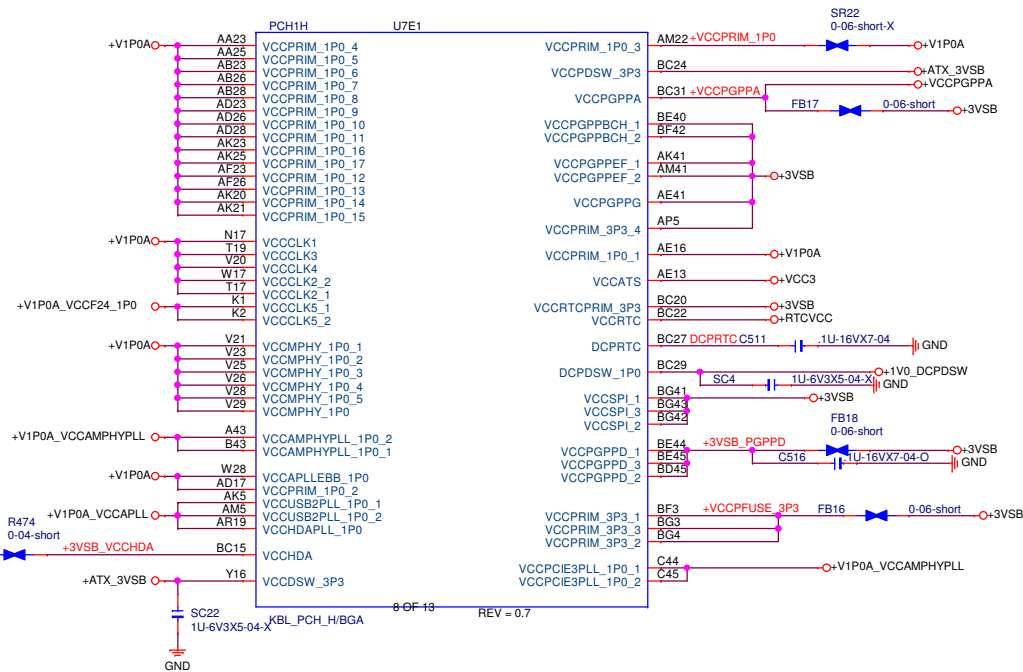 PCH1H U7E1
SR22
0-06-short-X
+V1P0A AA23 VCCPRIM_1P0_4 VCCPRIM_1P0_3 AM22 +VCCPRIM_1P0 +V1P0A
AA25 VCCPRIM_1P0_5
AB23 VCCPRIM_1P0_6 VCCPDSW_3P3 BC24 +ATX_3VSB
AB26 VCCPRIM_1P0_7 +VCCPGPPA
AB28 VCCPRIM_1P0_8 VCCPGPPA BC31 +VCCPGPPA
AD23 VCCPRIM_1P0_9 FB17 0-06-short +3VSB
AD26 VCCPRIM_1P0_10 VCCPGPPBCH_1 BE40
AD28 VCCPRIM_1P0_11 VCCPGPPBCH_2 BF42
AK23 VCCPRIM_1P0_16
AK25 VCCPRIM_1P0_17 VCCPGPPEF_1 AK41
AF23 VCCPRIM_1P0_12 VCCPGPPEF_2 AM41 +3VSB
AF26 VCCPRIM_1P0_13
AK20 VCCPRIM_1P0_14 VCCPGPPG AE41
AK21 VCCPRIM_1P0_15
VCCPRIM_3P3_4 AP5
+V1P0A N17 VCCCLK1
T19 VCCCLK3 VCCPRIM_1P0_1 AE16 +V1P0A
V20 VCCCLK4
W17 VCCCLK2_2 VCCATS AE13 +VCC3
T17 VCCCLK2_1
+V1P0A_VCCF24_1P0 K1 VCCCLK5_1 VCCRTCPRIM_3P3 BC20 +3VSB
K2 VCCCLK5_2 VCCRTC BC22 +RTCVCC
+V1P0A V21 VCCMPHY_1P0_1 DCPRTC BC27 DCPRTC C511 .1U-16VX7-04 GND
V23 VCCMPHY_1P0_2
V25 VCCMPHY_1P0_3 DCPDSW_1P0 BC29 +1V0_DCPDSW
V26 VCCMPHY_1P0_4 SC4 1U-6V3X5-04-X GND
V28 VCCMPHY_1P0_5 VCCSPI_1 BG41 +3VSB
V29 VCCMPHY_1P0 VCCSPI_3 BG43
VCCSPI_2 BG42
FB18
0-06-short
+V1P0A_VCCAMPHYPLL A43 VCCAMPHYPLL_1P0_2
B43 VCCAMPHYPLL_1P0_1 VCCPGPPD_1 BE44 +3VSB_PGPPD +3VSB
VCCPGPPD_3 BE45 C516 .1U-16VX7-04-O GND
+V1P0A W28 VCCAPLLEBB_1P0 VCCPGPPD_2 BD45
AD17 VCCPRIM_1P0_2
AK5 VCCUSB2PLL_1P0_1
+V1P0A_VCCAPLL AM5 VCCUSB2PLL_1P0_2 VCCPRIM_3P3_1 BF3 +VCCPFUSE_3P3 FB16 0-06-short +3VSB
AR19 VCCHDAPLL_1P0 VCCPRIM_3P3_3 BG3
VCCPRIM_3P3_2 BG4
R474
0-04-short
+3VSB_VCCHDA BC15 VCCHDA
VCCPCIE3PLL_1P0_1 C44 +V1P0A_VCCAMPHYPLL
+ATX_3VSB Y16 VCCDSW_3P3 VCCPCIE3PLL_1P0_2 C45
8 OF 13 REV = 0.7
SC22 KBL_PCH_H/BGA
1U-6V3X5-04-X
GND